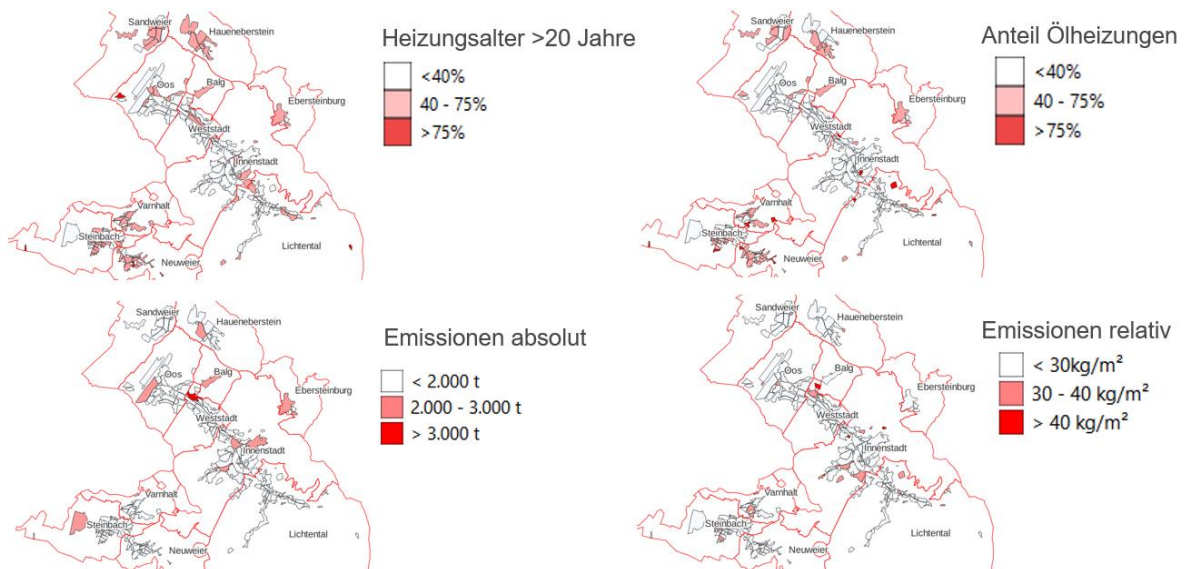 Heizungsalter >20 Jahre
<40%
40 - 75%
>75%
Sandweier
Haueneberstein
Oos
Balg
Ebersteinburg
Weststadt
Innenstadt
Varnhalt
Steinbach
Neuweier
Lichtental
Anteil Ölheizungen
<40%
40 - 75%
>75%
Sandweier
Haueneberstein
Oos
Balg
Ebersteinburg
Weststadt
Innenstadt
Varnhalt
Steinbach
Neuweier
Lichtental
Emissionen absolut
< 2.000 t
2.000 - 3.000 t
> 3.000 t
Sandweier
Haueneberstein
Oos
Balg
Ebersteinburg
Weststadt
Innenstadt
Varnhalt
Steinbach
Neuweier
Lichtental
Emissionen relativ
< 30kg/m²
30 - 40 kg/m²
> 40 kg/m²
Sandweier
Haueneberstein
Oos
Balg
Ebersteinburg
Weststadt
Innenstadt
Varnhalt
Steinbach
Neuweier
Lichtental